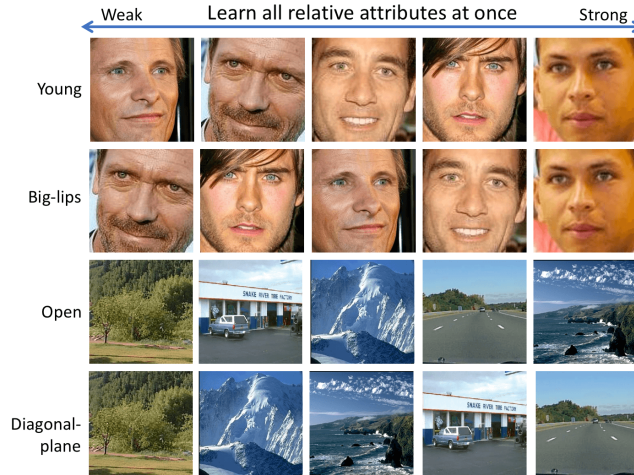 Weak Learn all relative attributes at once Strong
Young
Big-lips
Open
SNAKE RIVER TIRE FACTORY
Diagonal-
plane
SNAKE RIVER TIRE FACTORY